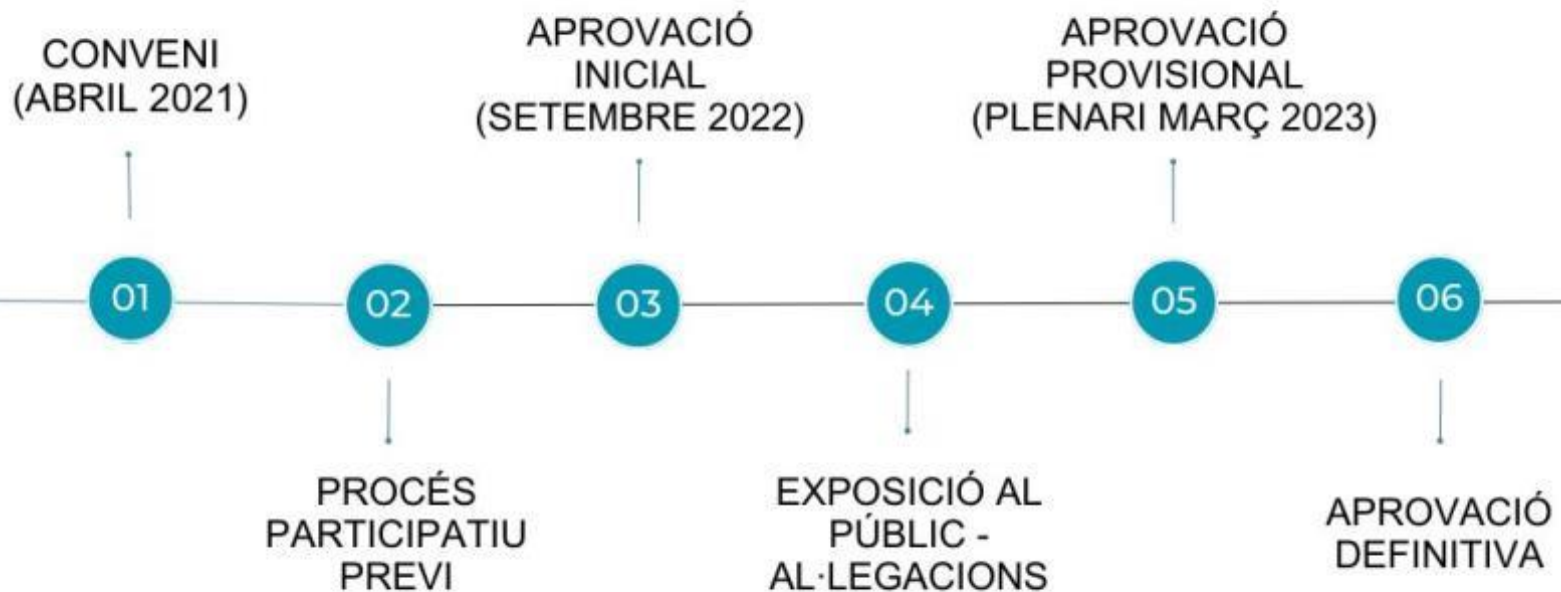 CONVENI
(ABRIL 2021)
01
02
PROCÉS
PARTICIPATIU
PREVI
APROVACIÓ
INICIAL
(SETEMBRE 2022)
03
04
EXPOSICIÓ AL
PÚBLIC -
AL·LEGACIONS
APROVACIÓ
PROVISIONAL
(PLENARI MARÇ 2023)
05
06
APROVACIÓ
DEFINITIVA